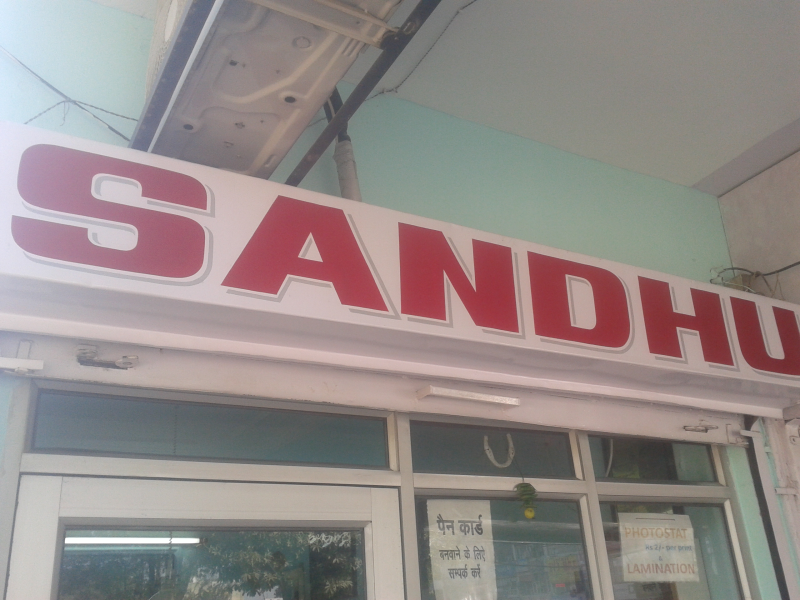 SANDHU
पैन कार्ड
बनवाने के लिए
सम्पर्क करें
PHOTOSTAT
&
LAMINATION